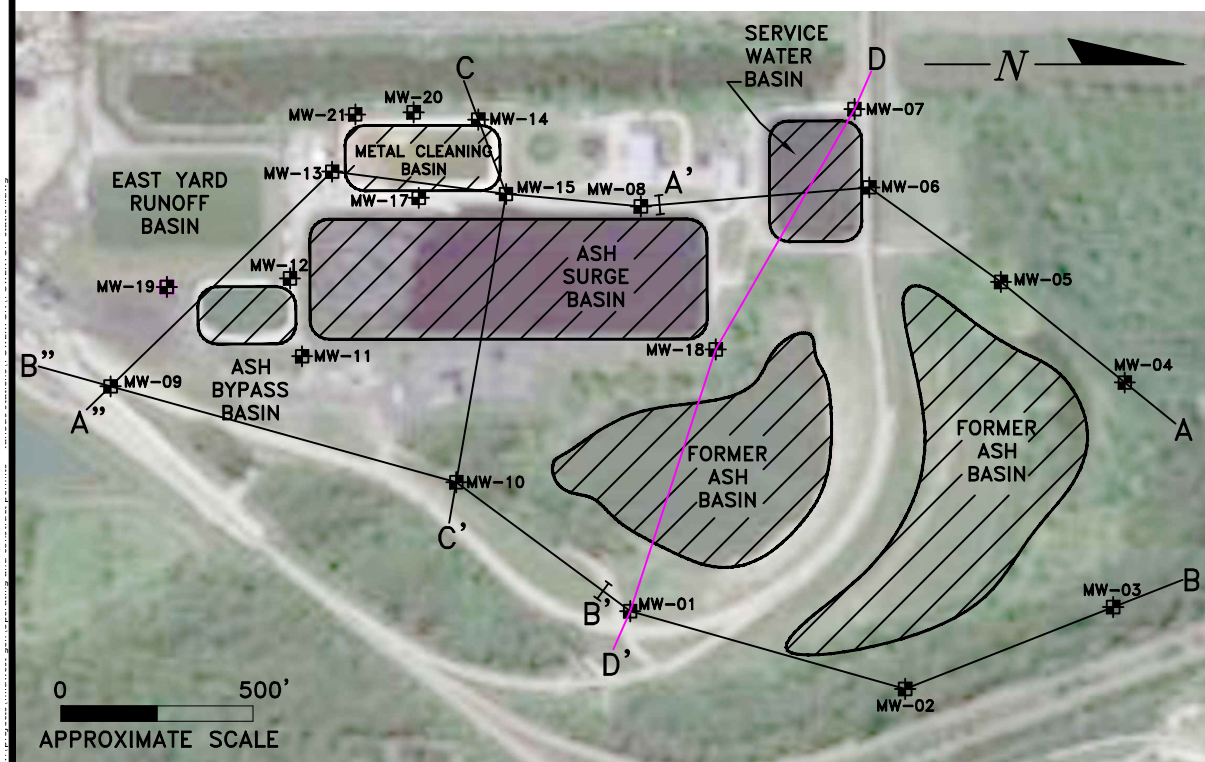 SERVICE
WATER
BASIN
D
N
C
MW-20
MW-21
MW-14
MW-07
METAL CLEANING
BASIN
MW-13
EAST YARD
RUNOFF
BASIN
MW-17
MW-15
MW-08
A'
MW-06
MW-12
ASH
SURGE
BASIN
MW-19
MW-05
MW-11
MW-18
B"
MW-09
A"
ASH
BYPASS
BASIN
MW-04
A
FORMER
ASH
BASIN
FORMER
ASH
BASIN
MW-10
C'
B'
MW-01
D'
MW-03
B
MW-02
0 500'
APPROXIMATE SCALE